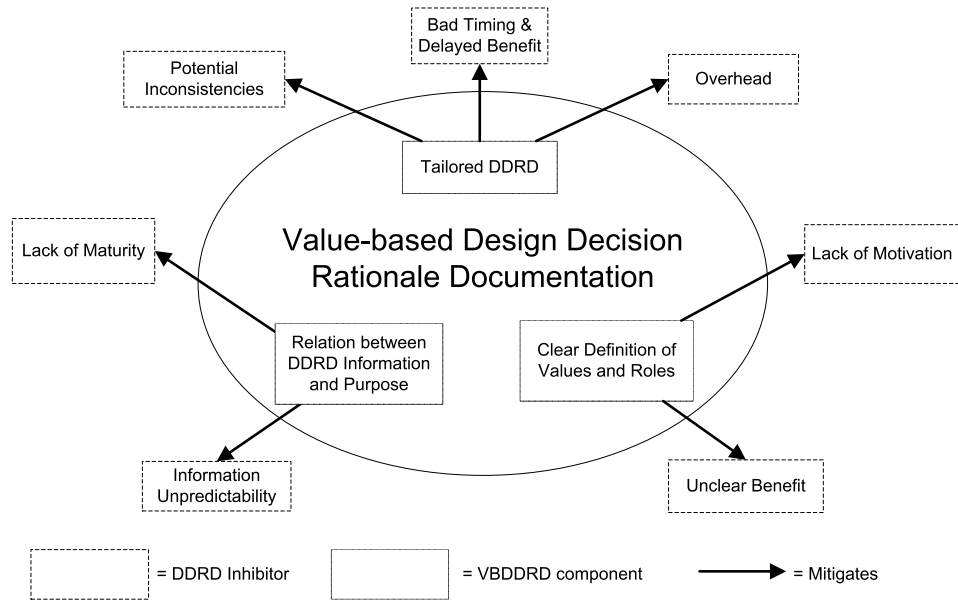 Bad Timing &
Delayed Benefit
Potential
Inconsistencies
Overhead
Tailored DDRD
Lack of Maturity
Value-based Design Decision
Rationale Documentation
Lack of Motivation
Relation between
DDRD Information
and Purpose
Clear Definition of
Values and Roles
Information
Unpredictability
Unclear Benefit
= DDRD Inhibitor
= VBDDRD component
= Mitigates